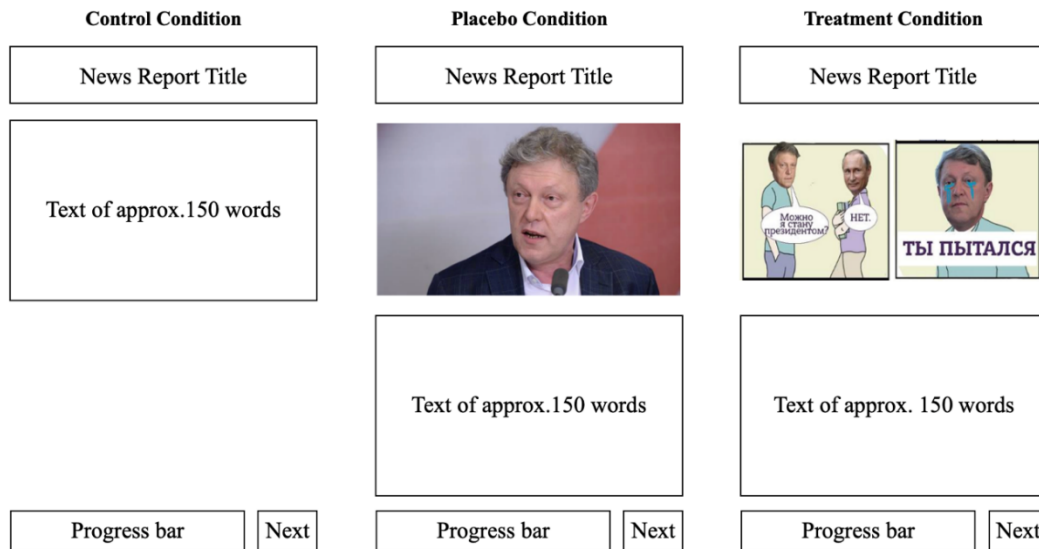 Control Condition
News Report Title
Text of approx.150 words
Progress bar
Next
Placebo Condition
News Report Title
Text of approx.150 words
Progress bar
Next
Treatment Condition
News Report Title
Можно
я стану
президентом?
НЕТ.
ТЫ ПЫТАЛСЯ
Text of approx. 150 words
Progress bar
Next